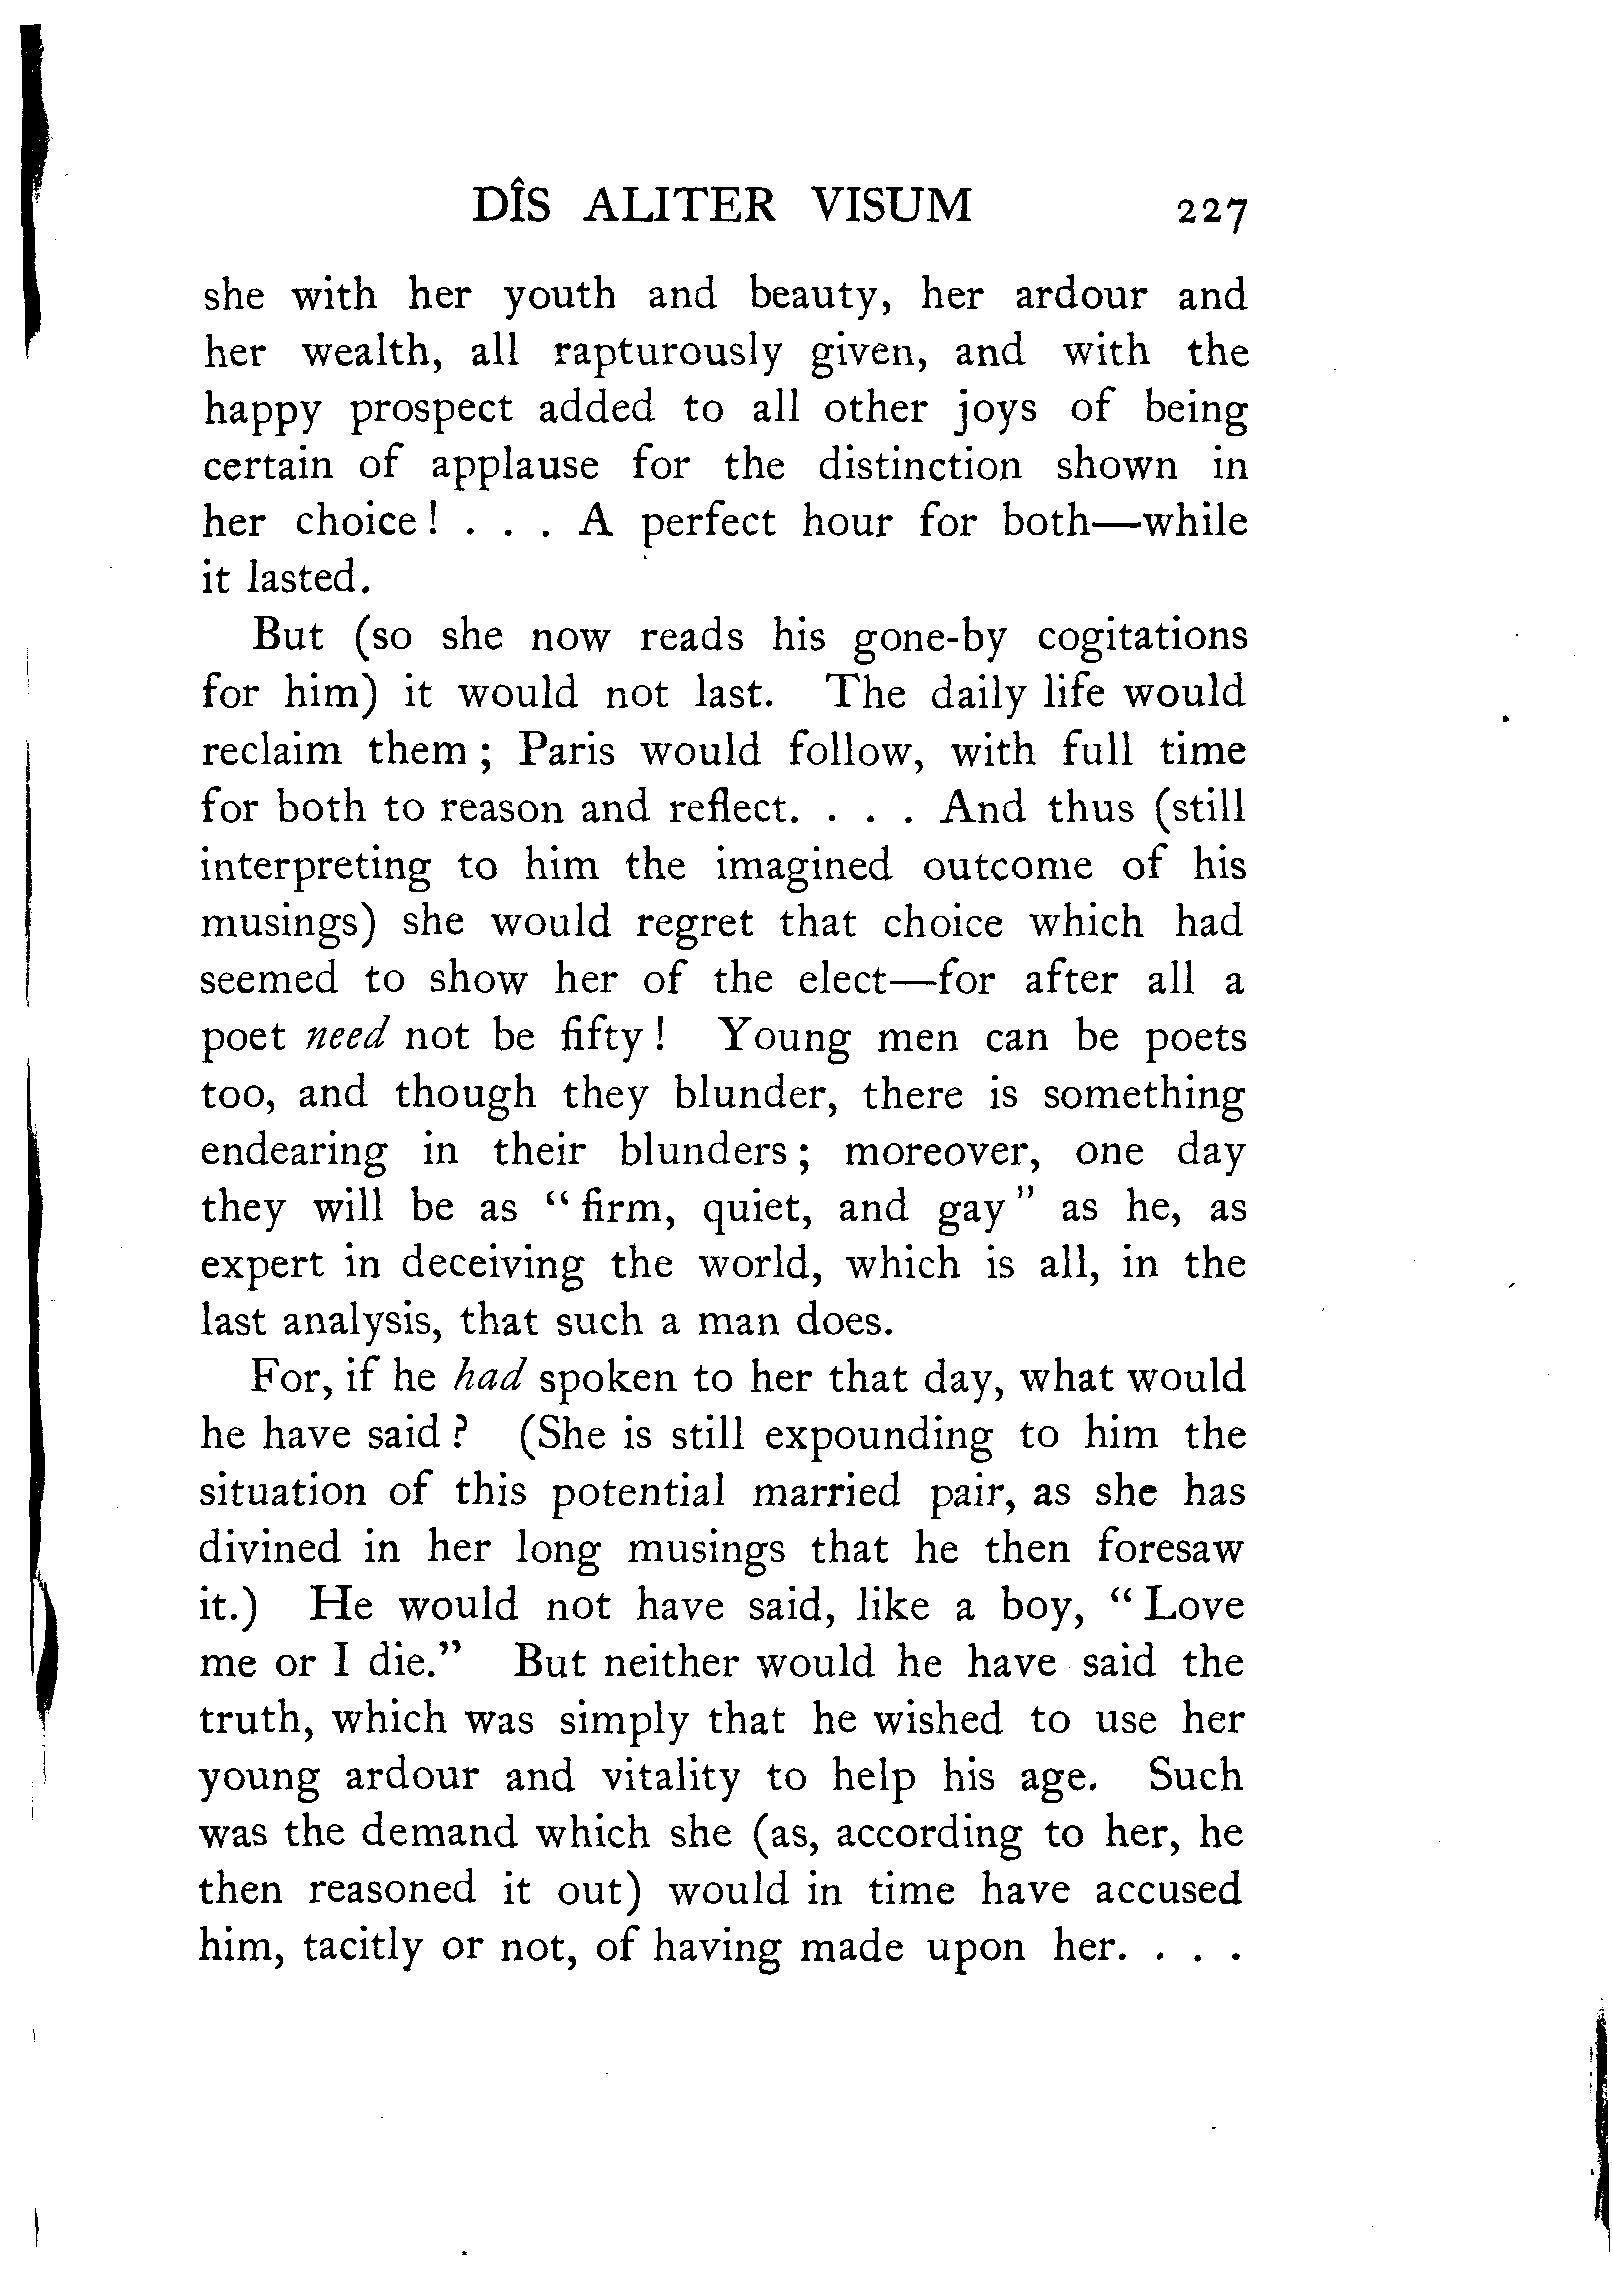 DÎS ALITER VISUM 227
she with her youth and beauty, her ardour and
her wealth, all rapturously given, and with the
happy prospect added to all other joys of being
certain of applause for the distinction shown in
her choice! . . . A perfect hour for both—while
it lasted.
But (so she now reads his gone-by cogitations
for him) it would not last. The daily life would
reclaim them; Paris would follow, with full time
for both to reason and reflect. . . . And thus (still
interpreting to him the imagined outcome of his
musings) she would regret that choice which had
seemed to show her of the elect—for after all a
poet need not be fifty! Young men can be poets
too, and though they blunder, there is something
endearing in their blunders; moreover, one day
they will be as "firm, quiet, and gay" as he, as
expert in deceiving the world, which is all, in the
last analysis, that such a man does.
For, if he had spoken to her that day, what would
he have said? (She is still expounding to him the
situation of this potential married pair, as she has
divined in her long musings that he then foresaw
it.) He would not have said, like a boy, "Love
me or I die." But neither would he have said the
truth, which was simply that he wished to use her
young ardour and vitality to help his age. Such
was the demand which she (as, according to her, he
then reasoned it out) would in time have accused
him, tacitly or not, of having made upon her. . . .